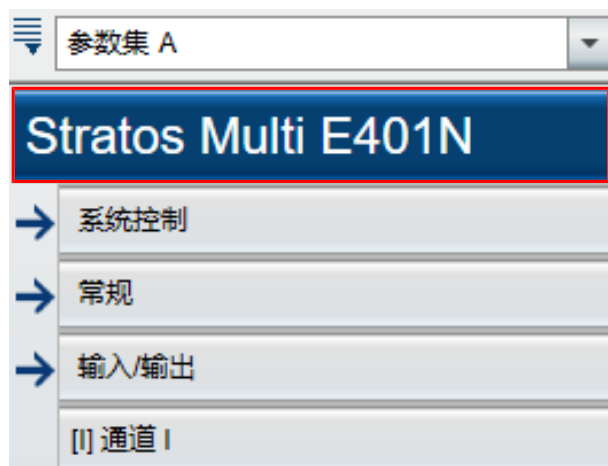 参数集 A
Stratos Multi E401N
系统控制
常规
输入/输出
[I] 通道 I